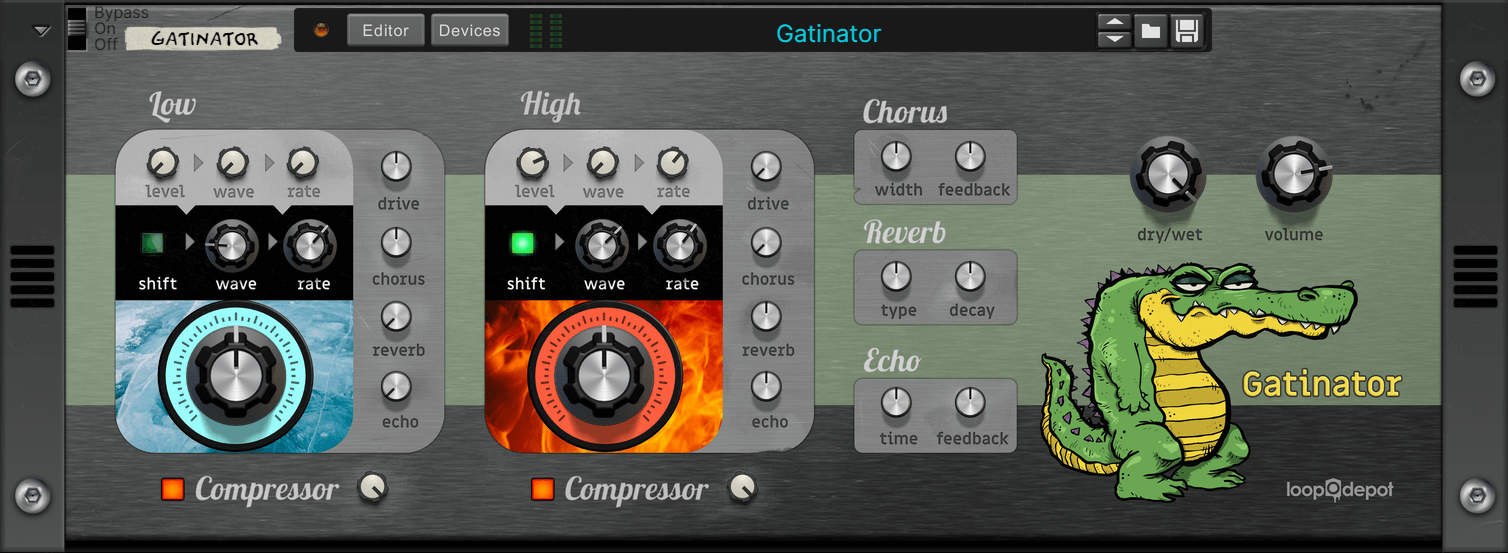 Bypass
On
Off
GATINATOR
Editor
Devices
Gatinator
Low
High
Chorus
level
wave
rate
drive
level
wave
rate
drive
width
feedback
dry/wet
volume
Reverb
shift
wave
rate
chorus
shift
wave
rate
chorus
type
decay
reverb
reverb
Echo
Gatinator
echo
echo
time
feedback
Compressor
Compressor
loopdepot